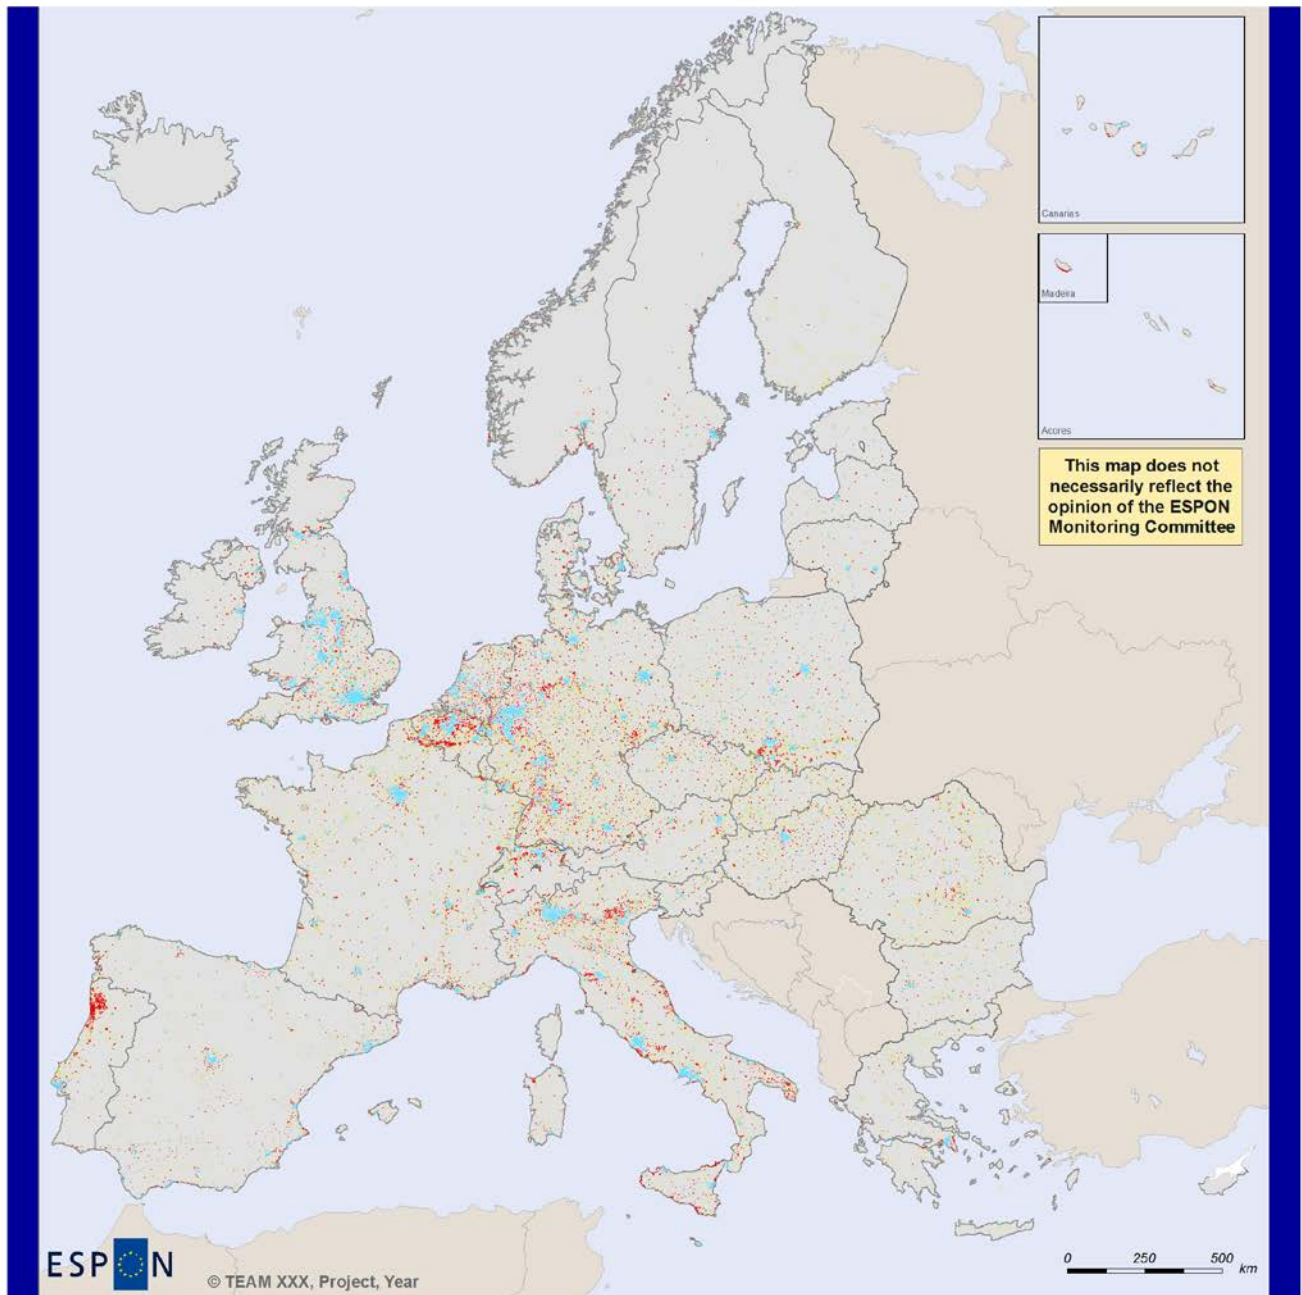 Canarias
Madeira
Acores
This map does not
necessarily reflect the
opinion of the ESPON
Monitoring Committee
ESPON
© TEAM XXX, Project, Year
0 250 500
km